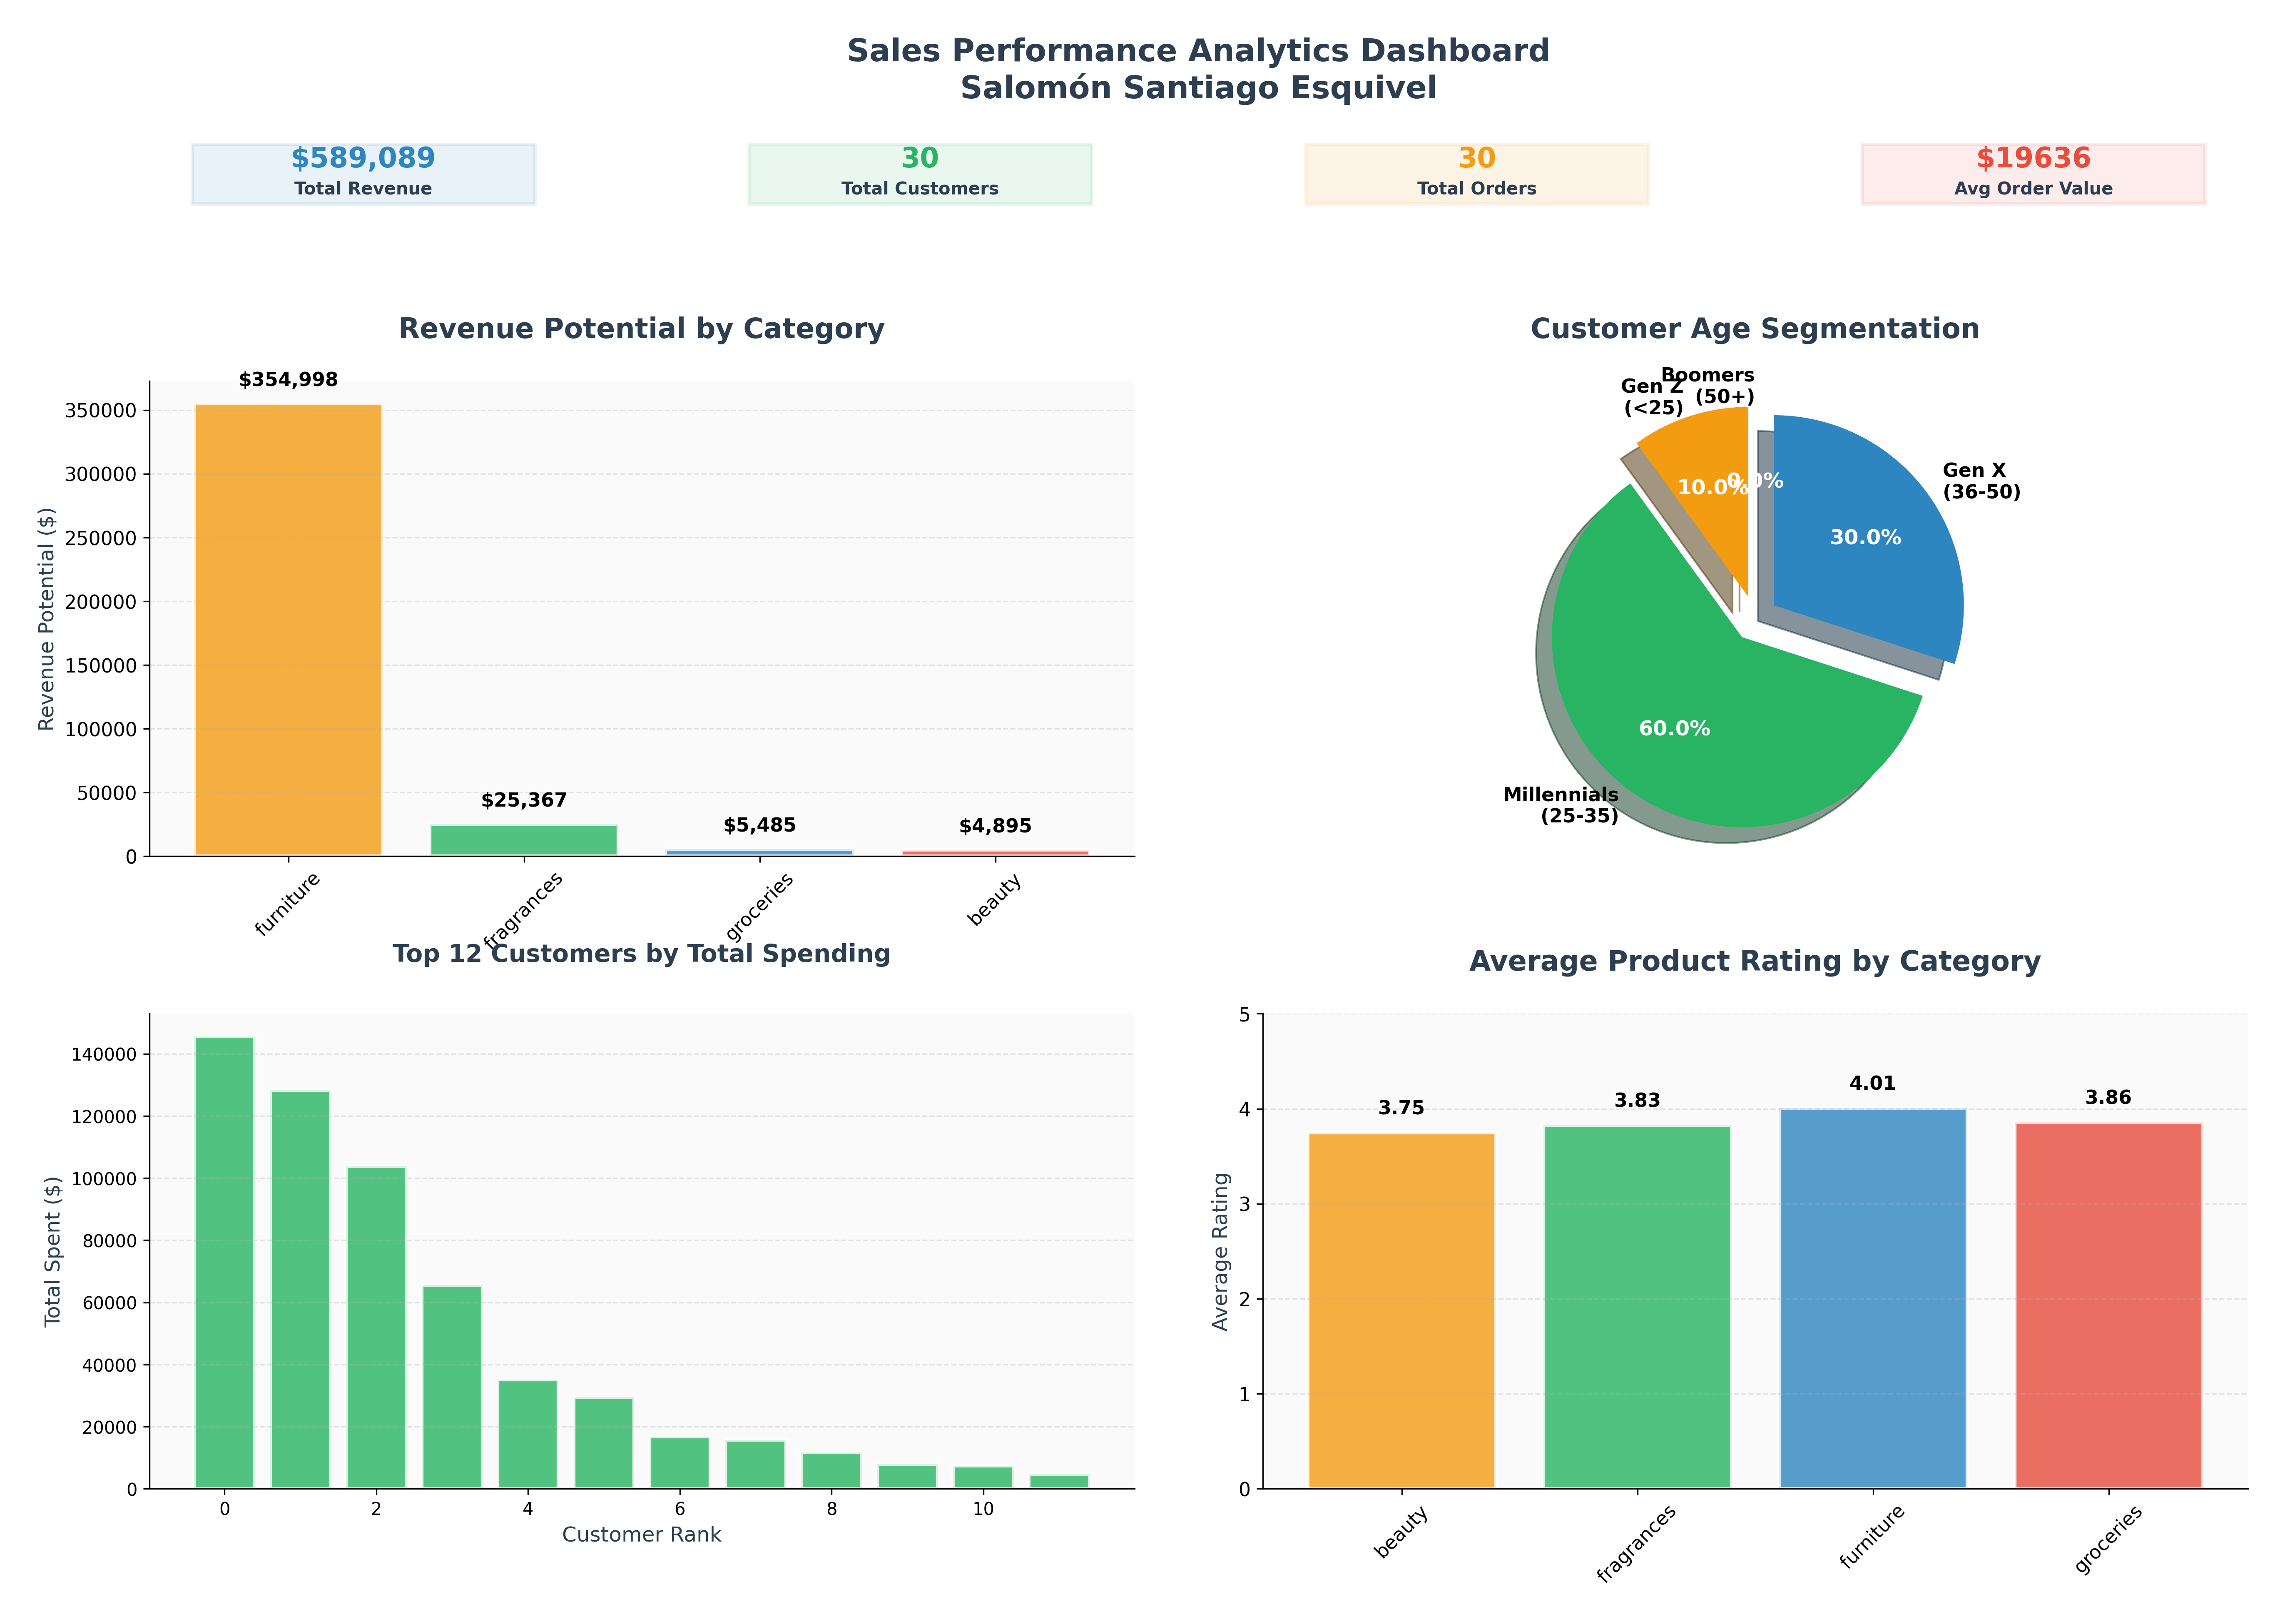 Sales Performance Analytics Dashboard
Salomón Santiago Esquivel
$589,089
Total Revenue
30
Total Customers
30
Total Orders
$19636
Avg Order Value
Revenue Potential by Category
Revenue Potential ($)
350000
300000
250000
200000
150000
100000
50000
0
$354,998
$25,367
$5,485
$4,895
furniture
fragrances
groceries
beauty
Customer Age Segmentation
Gen Z
(<25)
Boomers
(50+)
Gen X
(36-50)
Millennials
(25-35)
10.0%
0.0%
30.0%
60.0%
Top 12 Customers by Total Spending
Total Spent ($)
140000
120000
100000
80000
60000
40000
20000
0
0
2
4
6
8
10
Customer Rank
Average Product Rating by Category
Average Rating
5
4
3
2
1
0
3.75
3.83
4.01
3.86
beauty
fragrances
furniture
groceries